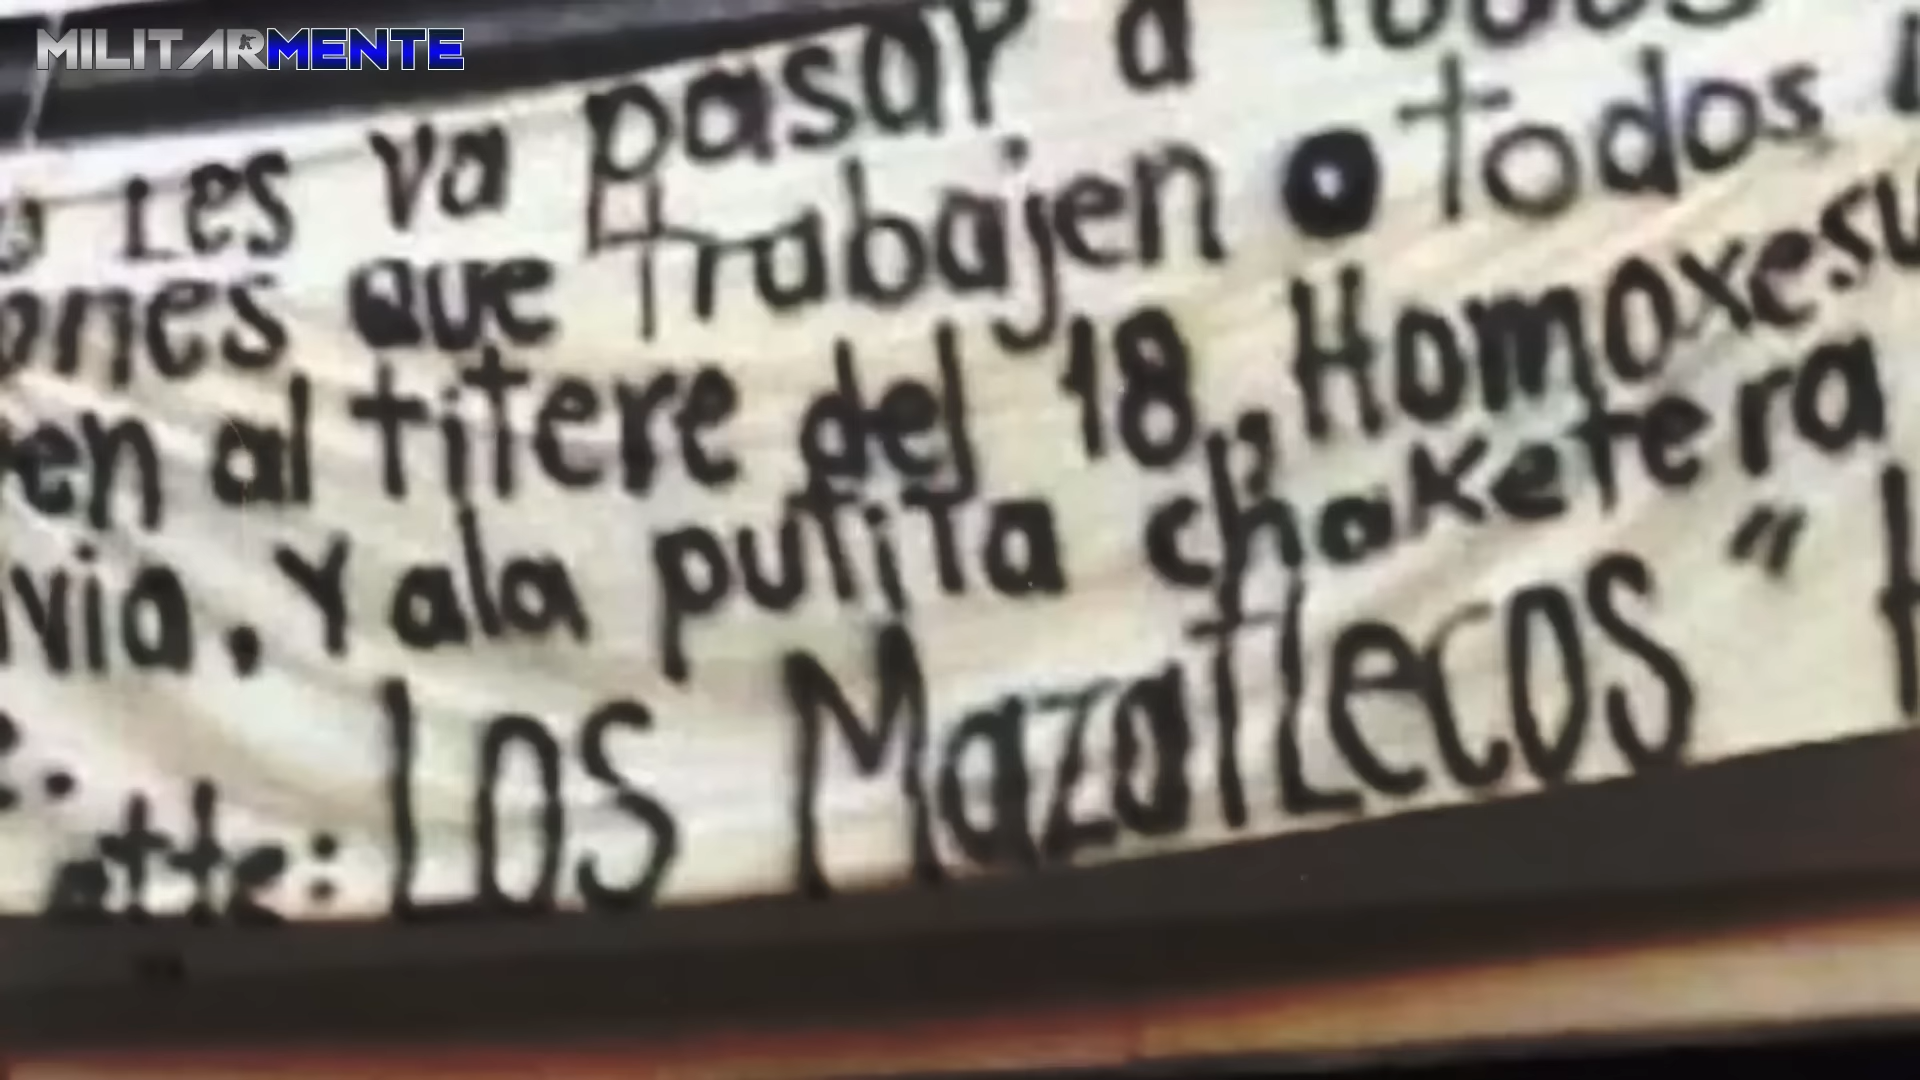 MILITARMENTE
Les va pasar a Todos
ones que trabajen o todos
en al titere del 18, Homoxesu
via. Y ala putita chaketera
atte: Los Mazatlecos "